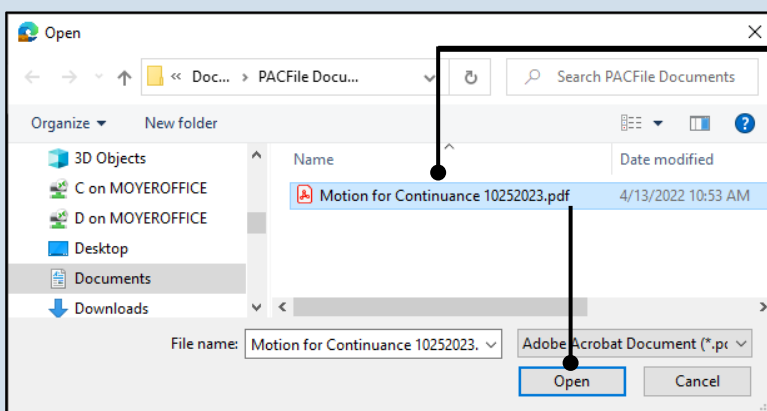 Open
« Doc... › PACFile Docu...
Search PACFile Documents
Organize
New folder
3D Objects
C on MOYEROFFICE
D on MOYEROFFICE
Desktop
Documents
Downloads
Name
Date modified
Motion for Continuance 10252023.pdf
4/13/2022 10:53 AM
File name:
Motion for Continuance 10252023.
Adobe Acrobat Document (*.pc
Open
Cancel